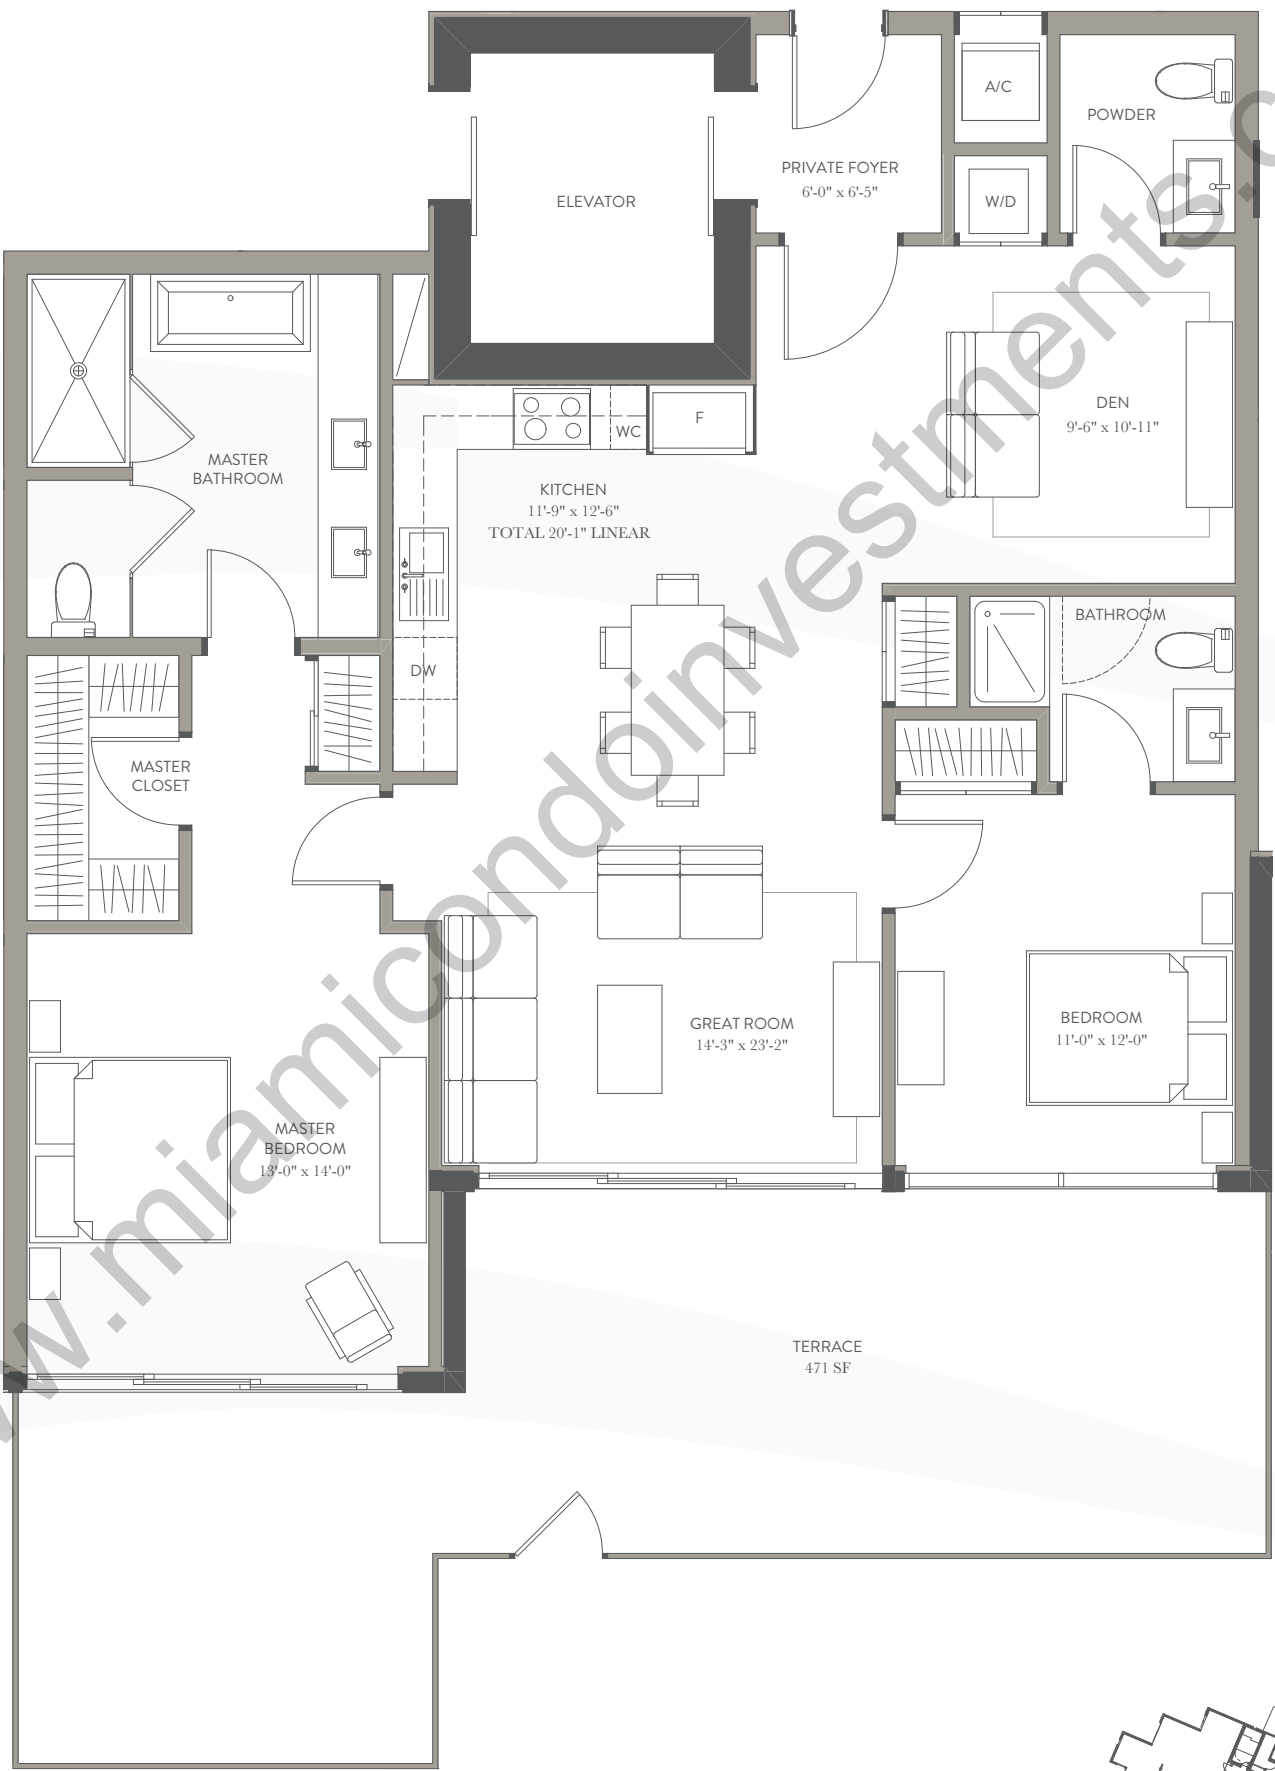 A/C
POWDER
PRIVATE FOYER
6'-0" x 6'-5"
ELEVATOR
W/D
DEN
9'-6" x 10'-11"
F
WC
MASTER
BATHROOM
KITCHEN
11'-9" x 12'-6"
TOTAL 20'-1" LINEAR
BATHROOM
DW
MASTER
CLOSET
GREAT ROOM
14'-3" x 23'-2"
BEDROOM
11'-0" x 12'-0"
MASTER
BEDROOM
13'-0" x 14'-0"
TERRACE
471 SF
w.miamicondoinvestments.c